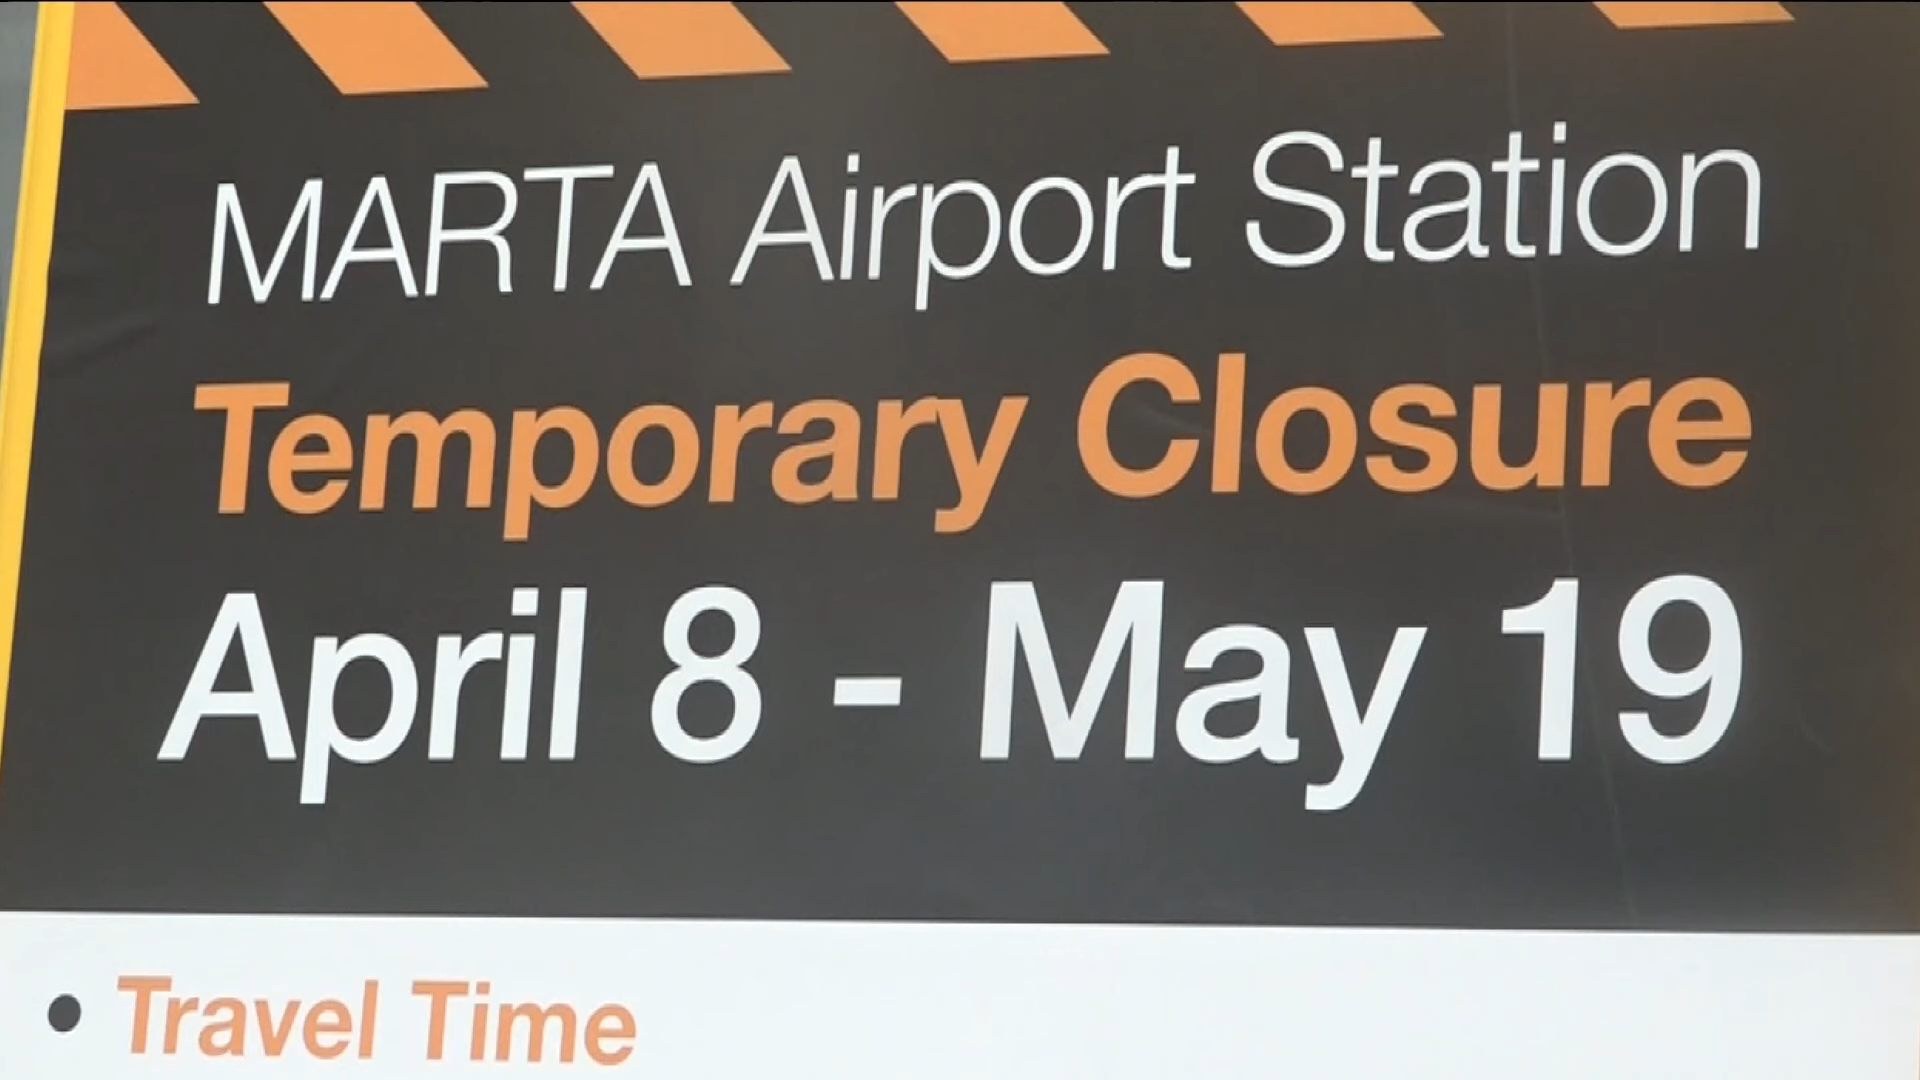 MARTA Airport Station
Temporary Closure
April 8 - May 19
• Travel Time